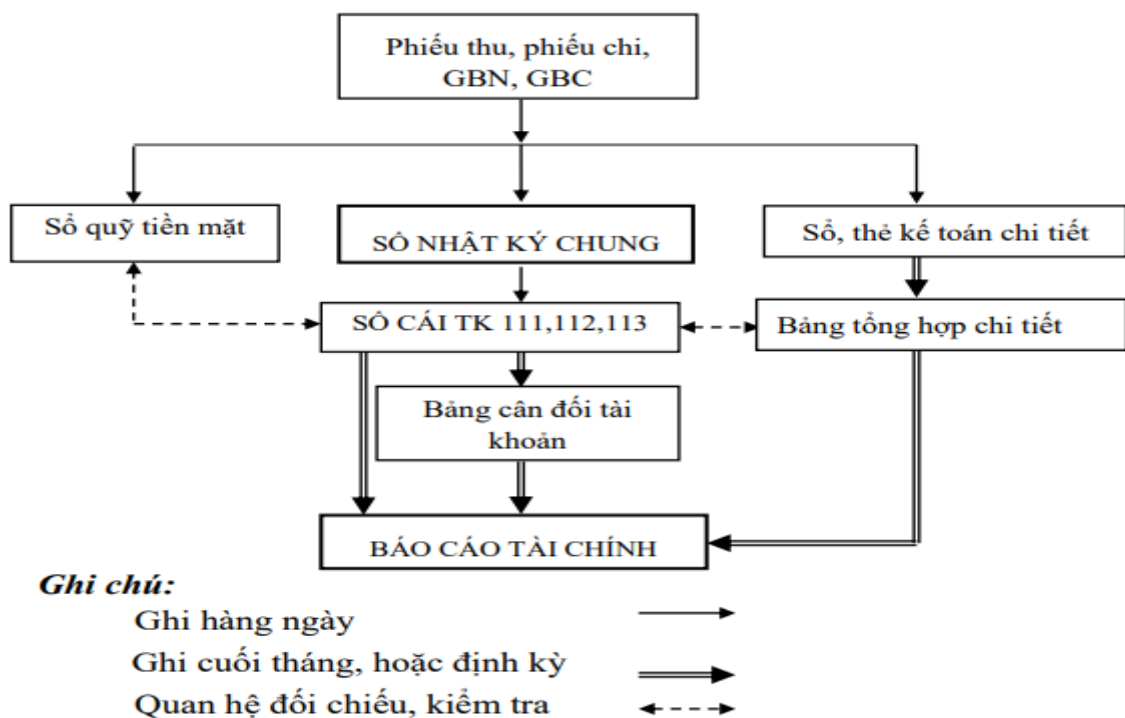 Phiếu thu, phiếu chi,
GBN, GBC
Sổ quỹ tiền mặt
SỔ NHẬT KÝ CHUNG
Sổ, thẻ kế toán chi tiết
SỔ CÁI TK 111,112,113
Bảng tổng hợp chi tiết
Bảng cân đối tài
khoản
BÁO CÁO TÀI CHÍNH
Ghi chú:
Ghi hàng ngày
Ghi cuối tháng, hoặc định kỳ
Quan hệ đối chiếu, kiểm tra